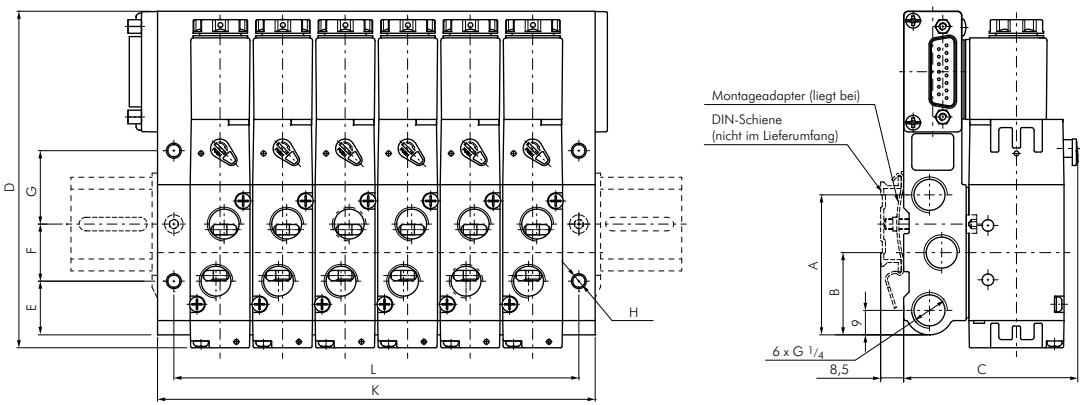 D
G
F
E
H
L
K
Montageadapter (liegt bei)
DIN-Schiene
(nicht im Lieferumfang)
A
B
9
6 x G 1/4
8,5
C